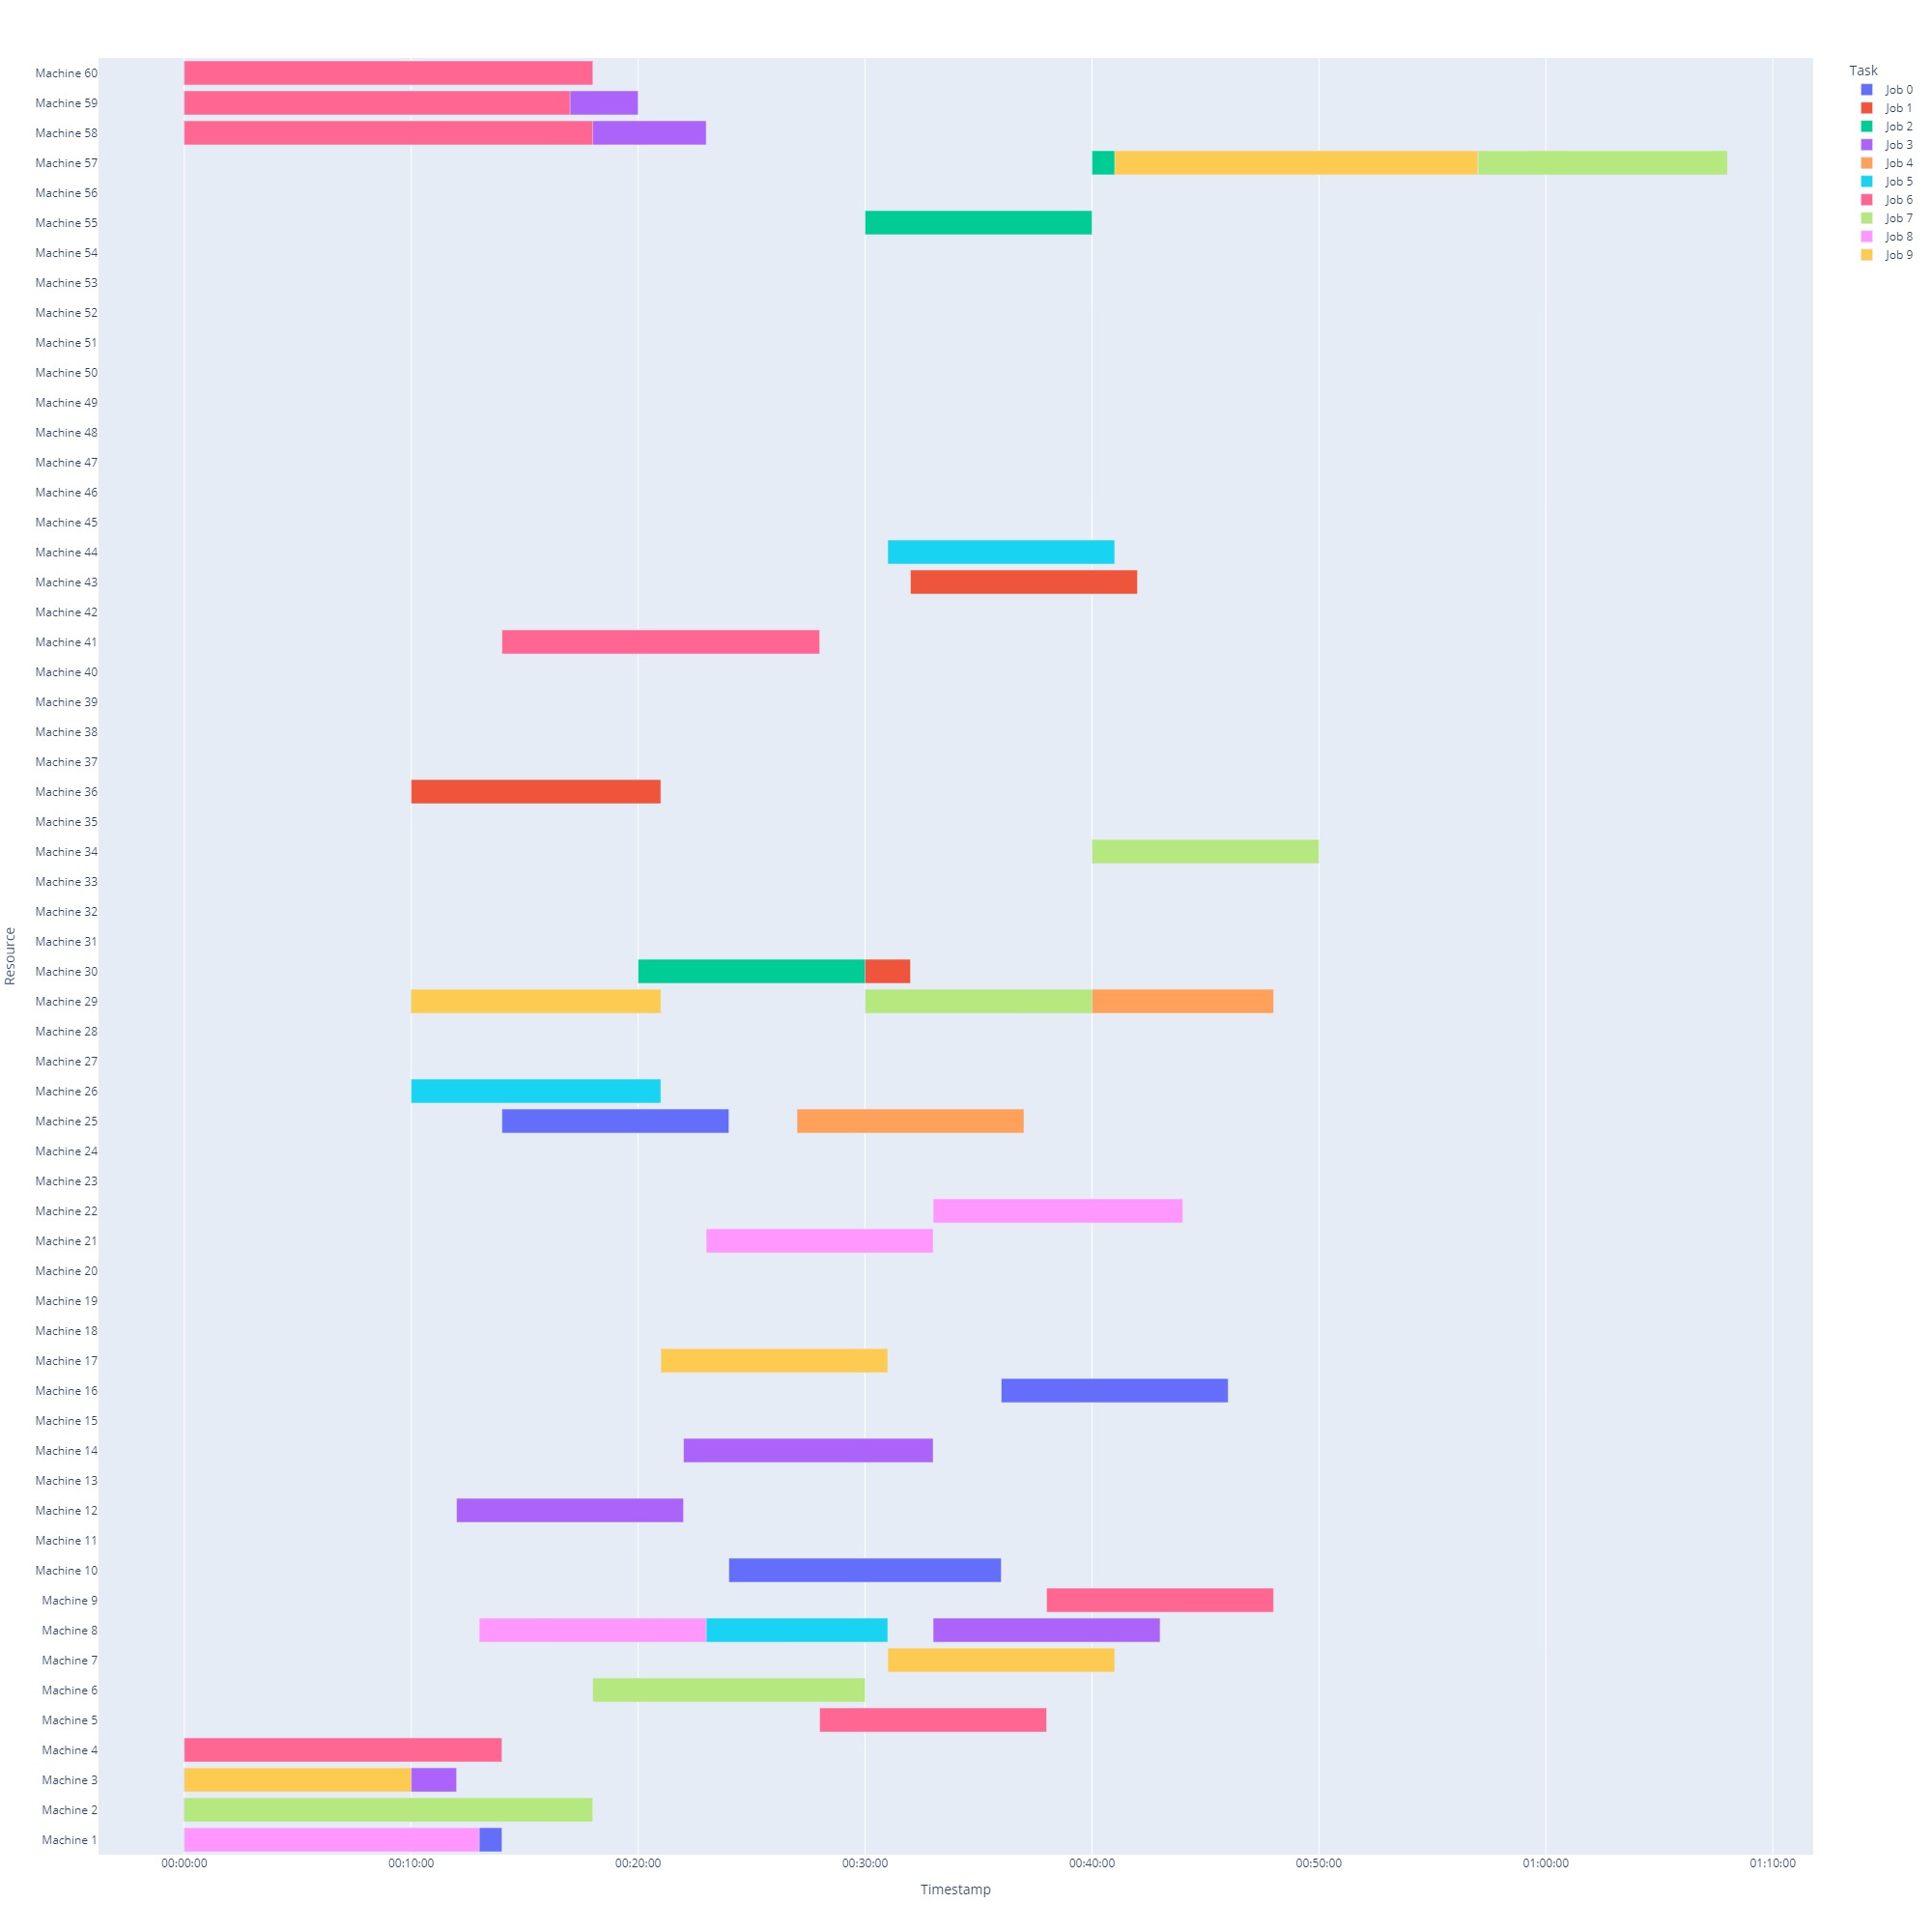 Machine 60
Machine 59
Machine 58
Machine 57
Machine 56
Machine 55
Machine 54
Machine 53
Machine 52
Machine 51
Machine 50
Machine 49
Machine 48
Machine 47
Machine 46
Machine 45
Machine 44
Machine 43
Machine 42
Machine 41
Machine 40
Machine 39
Machine 38
Machine 37
Machine 36
Machine 35
Machine 34
Machine 33
Machine 32
Machine 31
Machine 30
Machine 29
Machine 28
Machine 27
Machine 26
Machine 25
Machine 24
Machine 23
Machine 22
Machine 21
Machine 20
Machine 19
Machine 18
Machine 17
Machine 16
Machine 15
Machine 14
Machine 13
Machine 12
Machine 11
Machine 10
Machine 9
Machine 8
Machine 7
Machine 6
Machine 5
Machine 4
Machine 3
Machine 2
Machine 1
Resource
00:00:00 00:10:00 00:20:00 00:30:00 00:40:00 00:50:00 01:00:00 01:10:00
Timestamp
Task
Job 0
Job 1
Job 2
Job 3
Job 4
Job 5
Job 6
Job 7
Job 8
Job 9